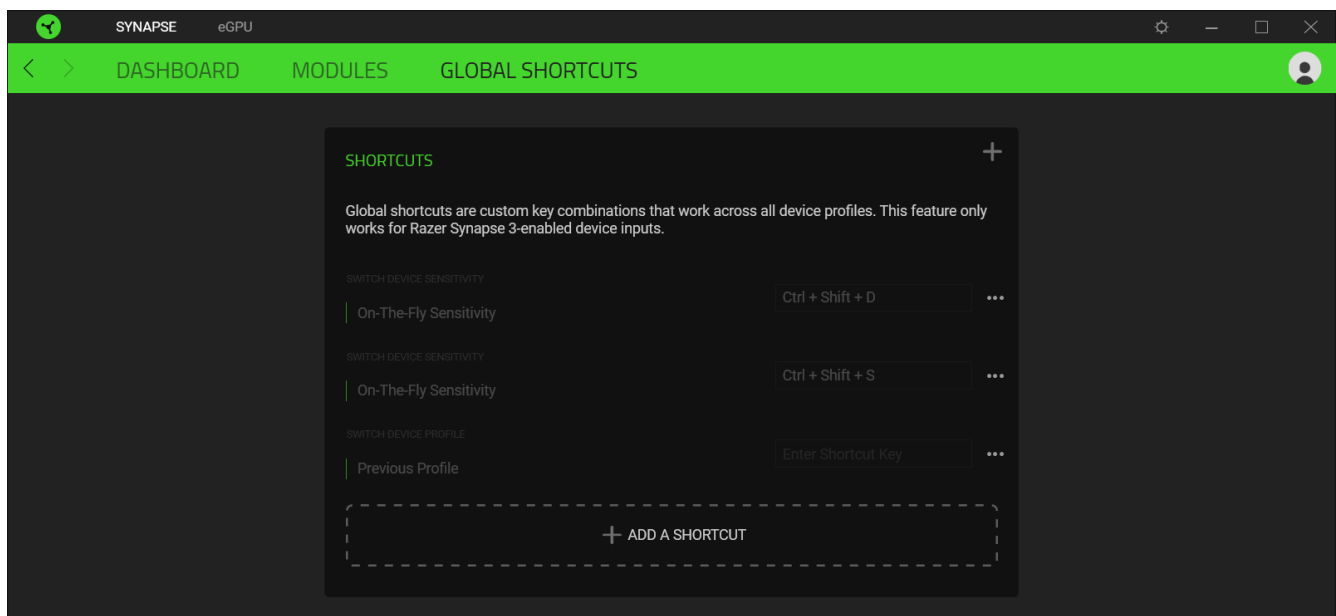 SYNAPSE eGPU
DASHBOARD MODULES GLOBAL SHORTCUTS
SHORTCUTS
Global shortcuts are custom key combinations that work across all device profiles. This feature only
works for Razer Synapse 3-enabled device inputs.
SWITCH DEVICE SENSITIVITY
On-The-Fly Sensitivity
Ctrl + Shift + D
SWITCH DEVICE SENSITIVITY
On-The-Fly Sensitivity
Ctrl + Shift + S
SWITCH DEVICE PROFILE
Previous Profile
Enter Shortcut Key
ADD A SHORTCUT